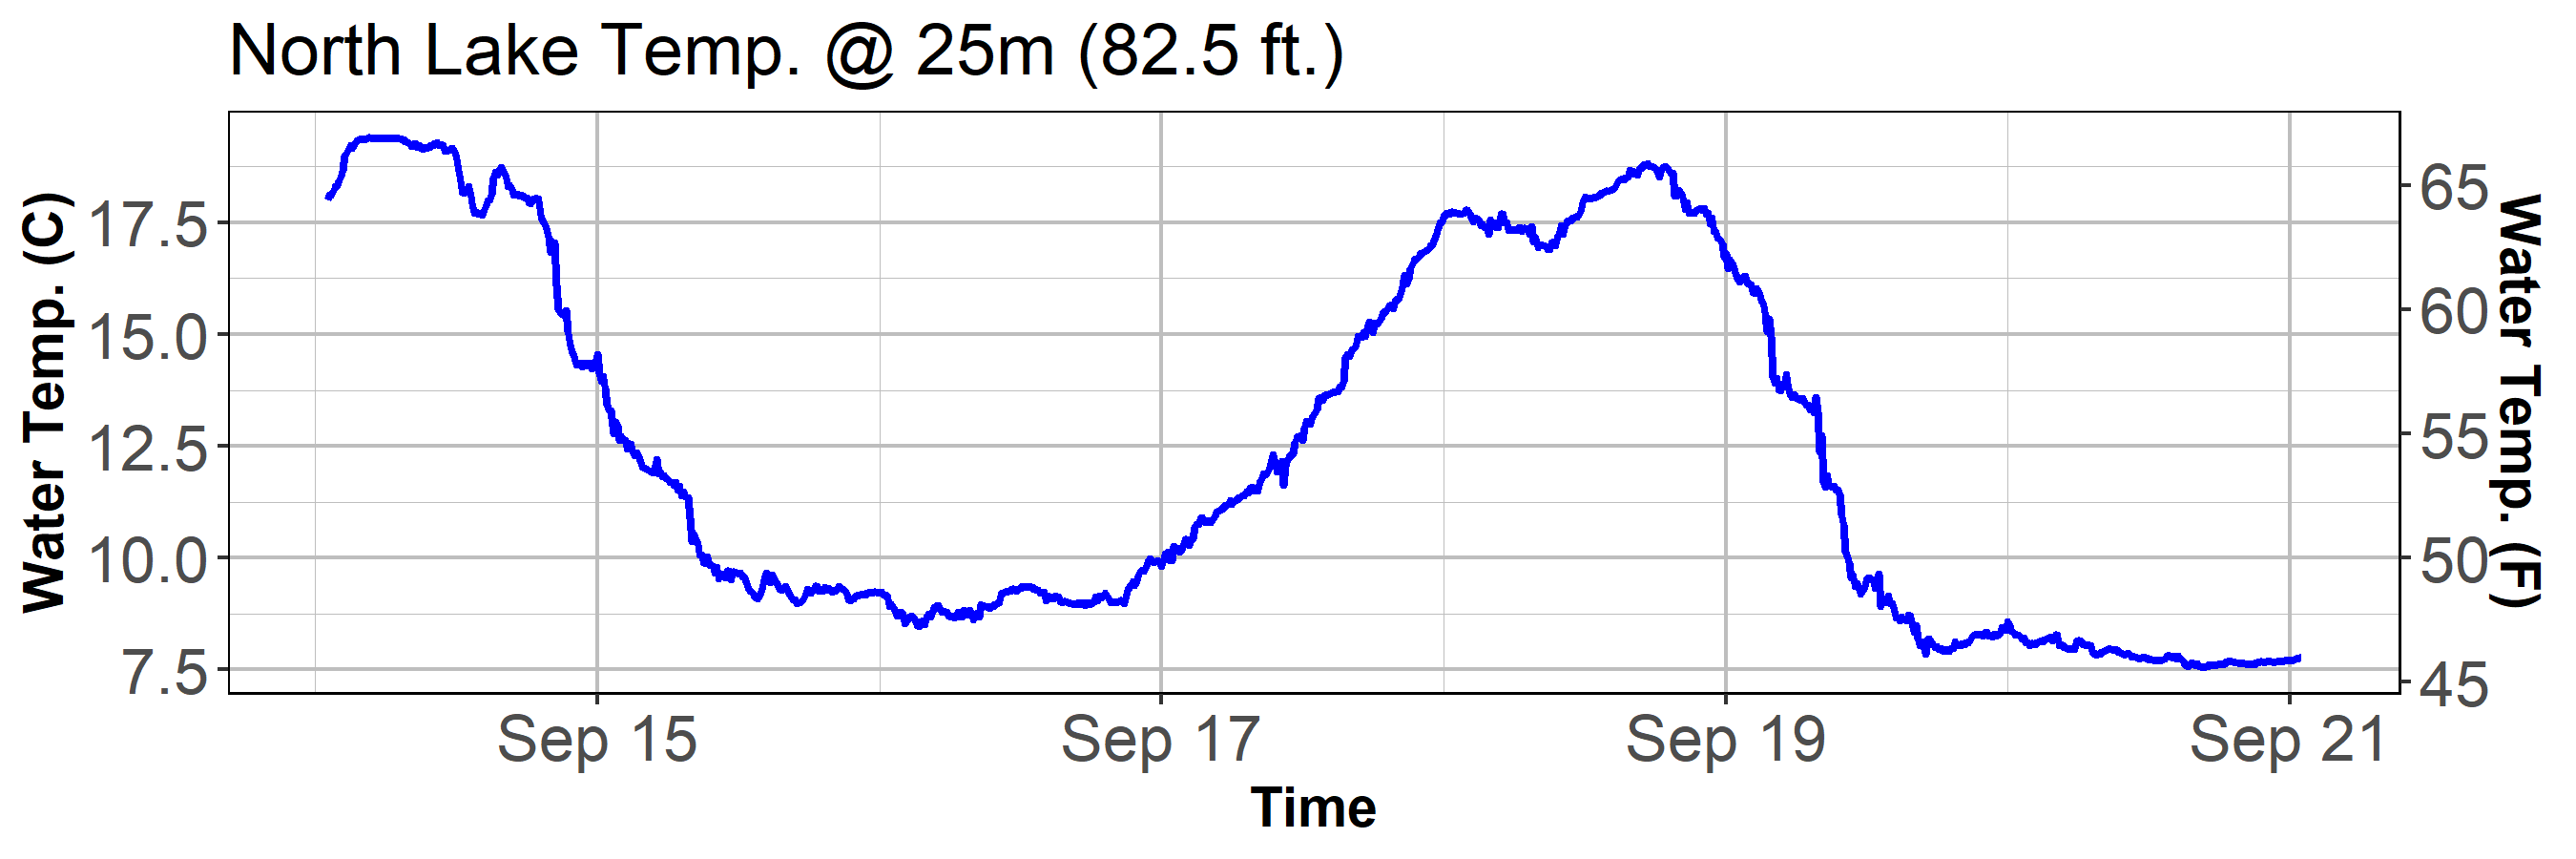 North Lake Temp. @ 25m (82.5 ft.)
Water Temp. (C)
17.5
15.0
12.5
10.0
7.5
65
60
55
50
45
Water Temp. (F)
Sep 15
Sep 17
Sep 19
Sep 21
Time